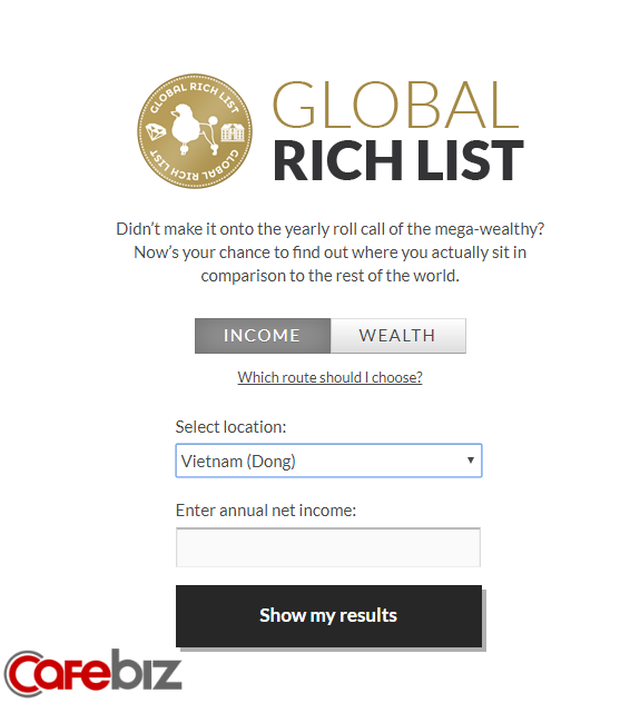 GLOBAL RICH LIST
GLOBAL RICH LIST
GLOBAL
RICH LIST
Didn’t make it onto the yearly roll call of the mega-wealthy?
Now’s your chance to find out where you actually sit in
comparison to the rest of the world.
INCOME WEALTH
Which route should I choose?
Select location:
Vietnam (Dong)
Enter annual net income:
Show my results
Cafebiz